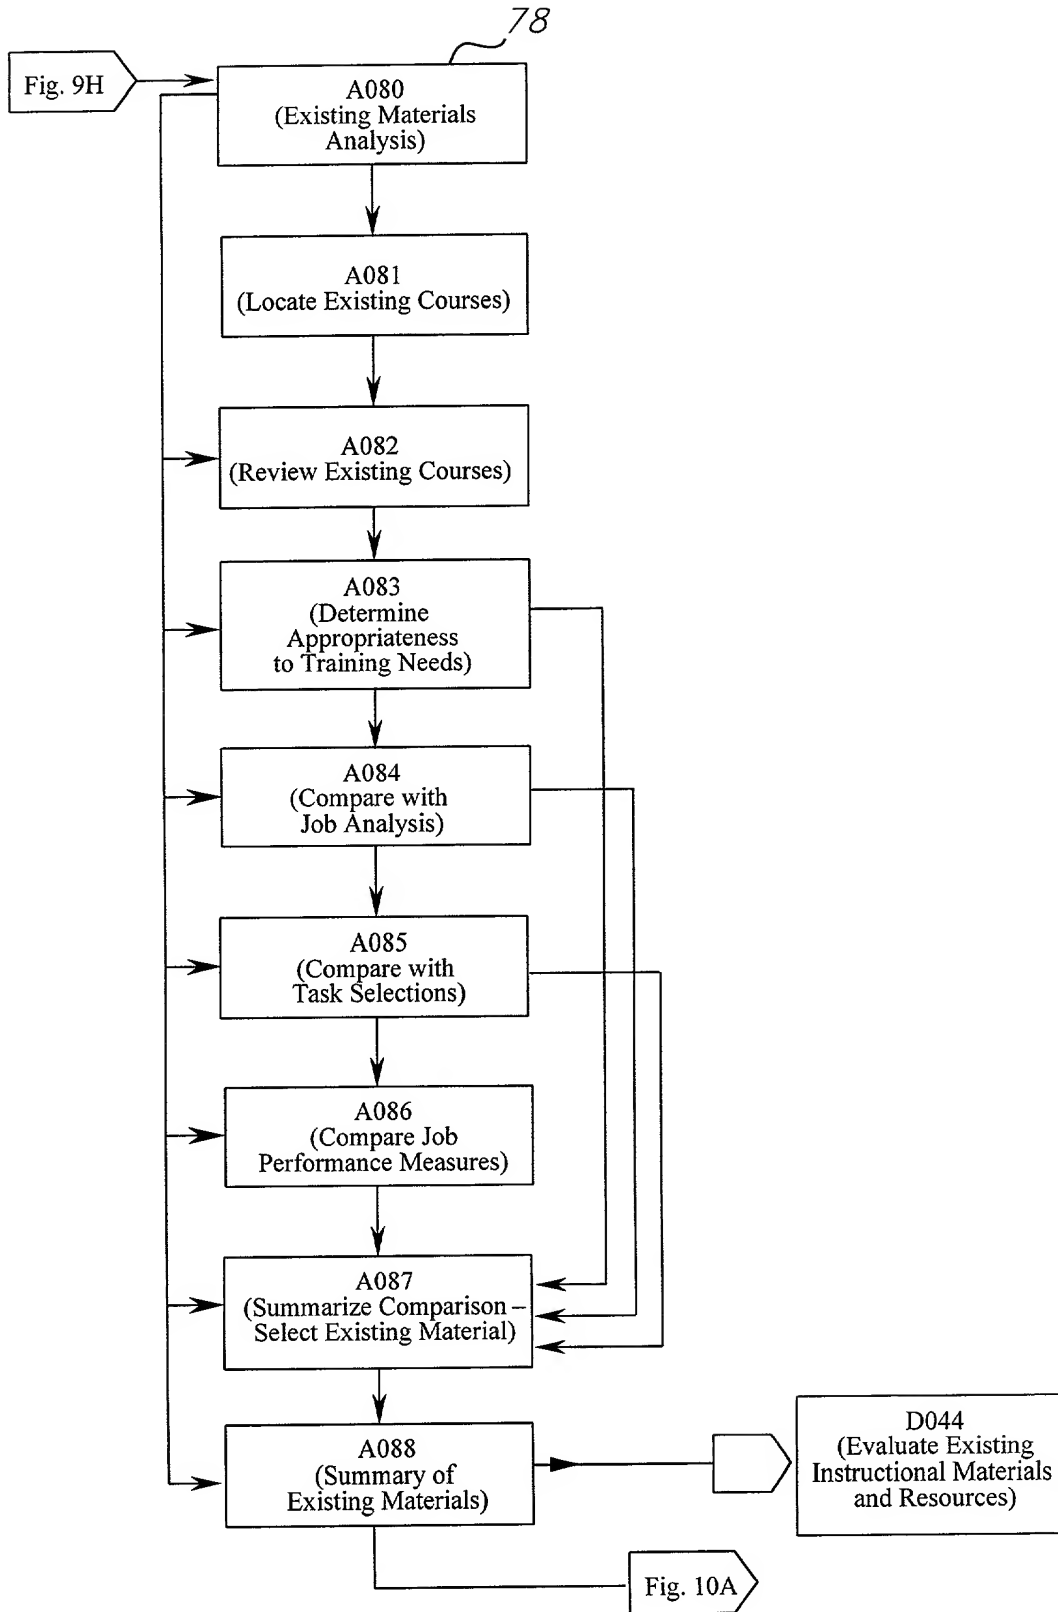 78
Fig. 9H
A080
(Existing Materials
Analysis)
A081
(Locate Existing Courses)
A082
(Review Existing Courses)
A083
(Determine
Appropriateness
to Training Needs)
A084
(Compare with
Job Analysis)
A085
(Compare with
Task Selections)
A086
(Compare Job
Performance Measures)
A087
(Summarize Comparison –
Select Existing Material)
A088
(Summary of
Existing Materials)
D044
(Evaluate Existing
Instructional Materials
and Resources)
Fig. 10A